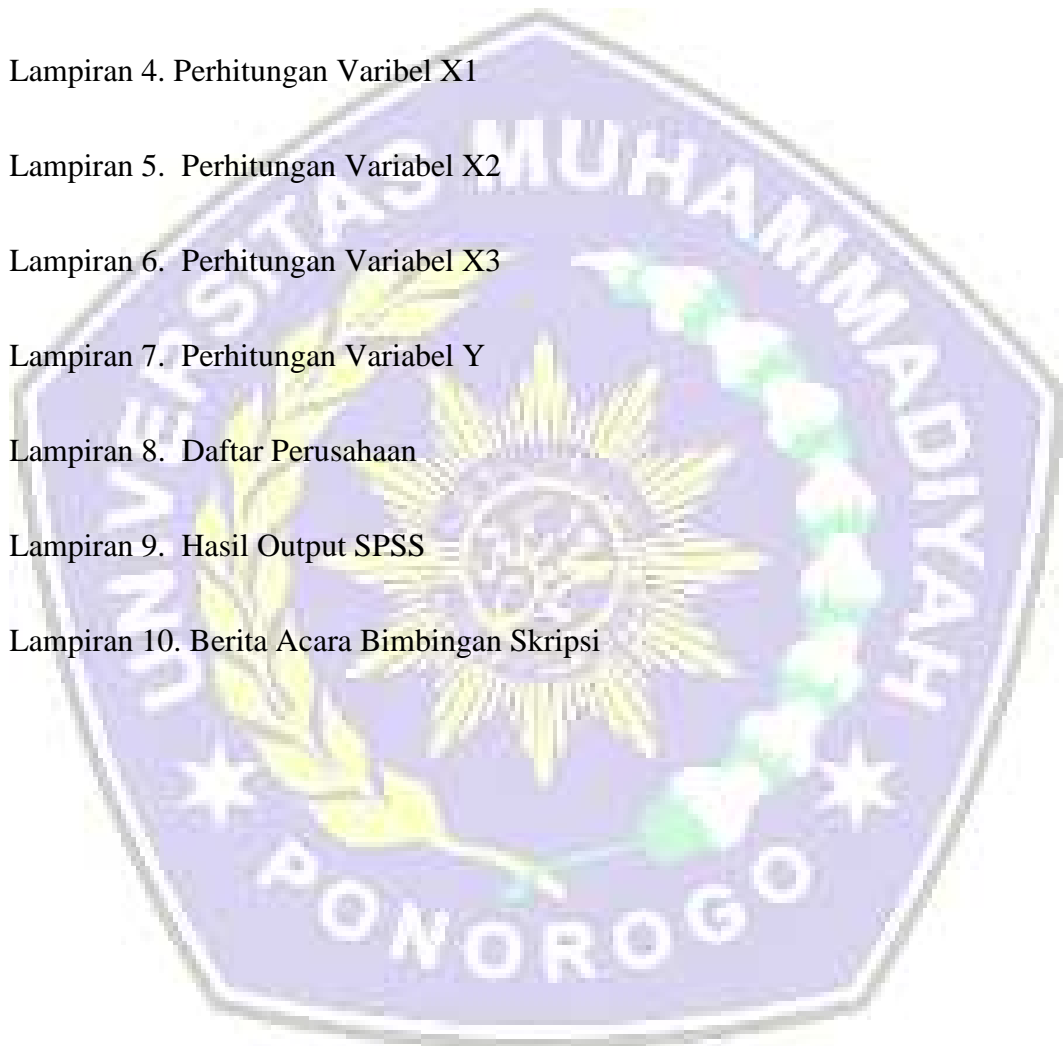 Lampiran 4. Perhitungan Varibel X1
Lampiran 5. Perhitungan Variabel X2
Lampiran 6. Perhitungan Variabel X3
Lampiran 7. Perhitungan Variabel Y
Lampiran 8. Daftar Perusahaan
Lampiran 9. Hasil Output SPSS
Lampiran 10. Berita Acara Bimbingan Skripsi
UNIVERSITAS MUHAMMADIYAH
PONOROGO